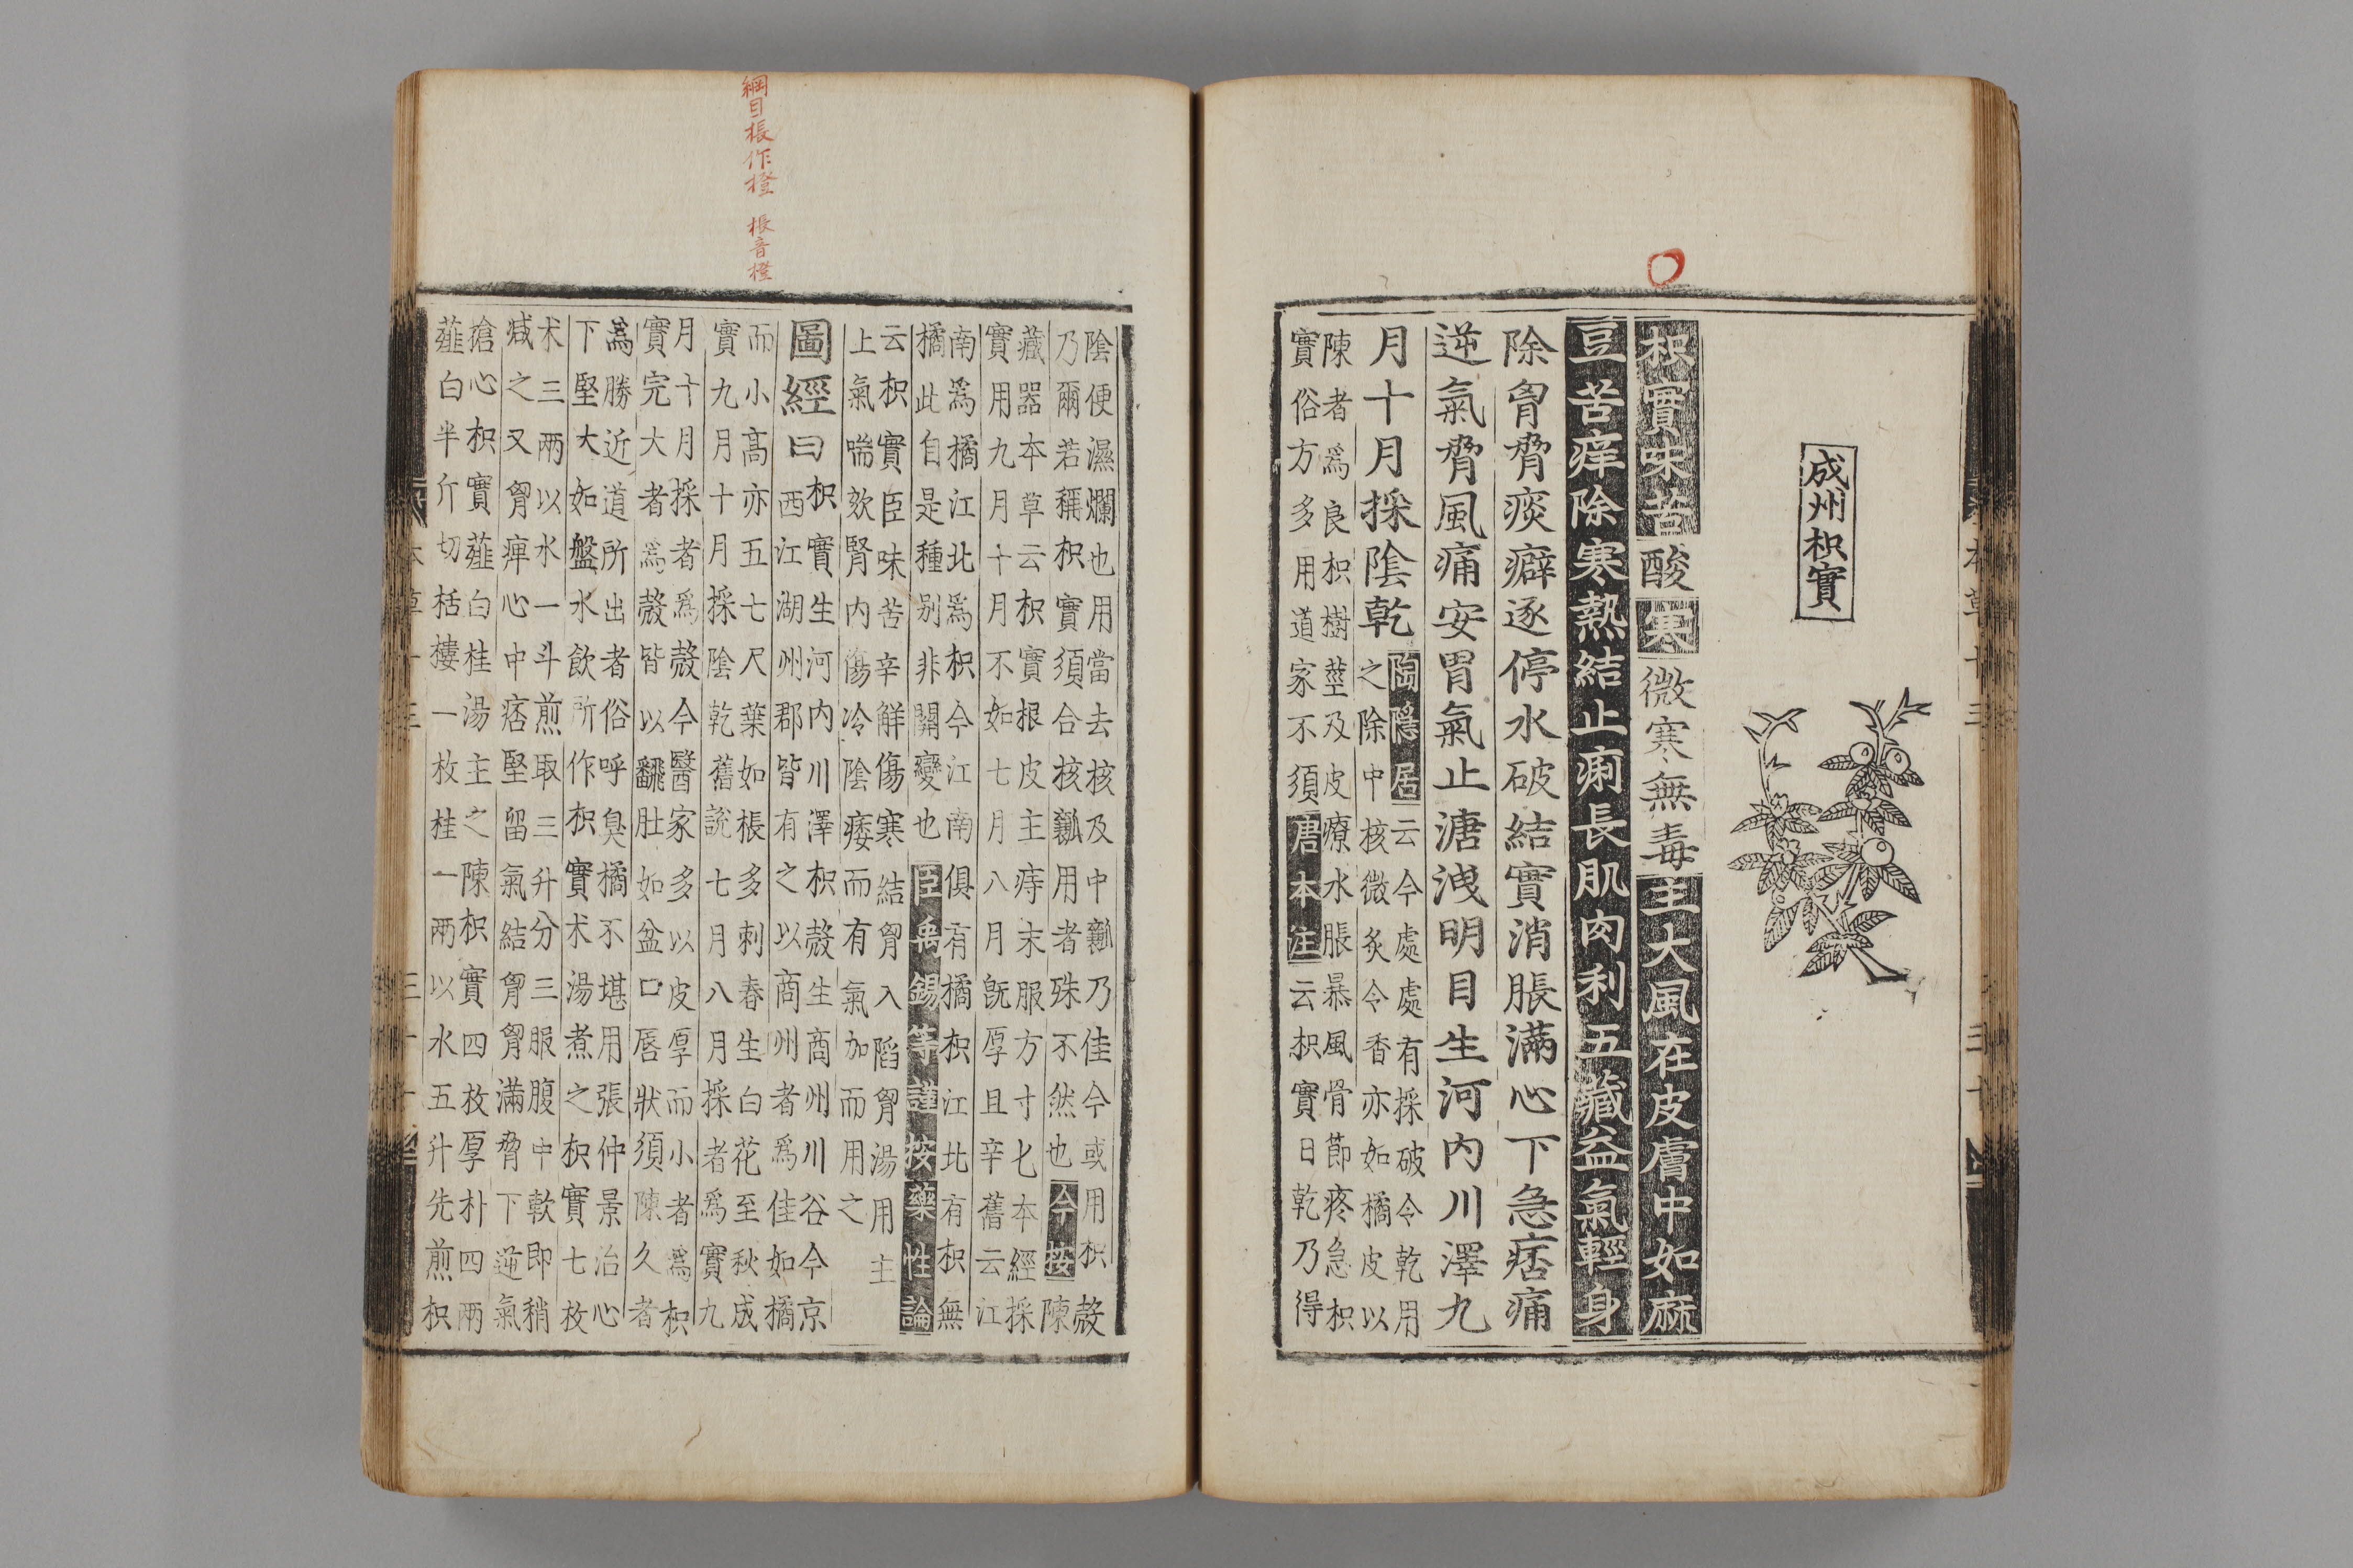 成州枳實
枳實味苦酸寒微寒無毒主大風在皮膚中如麻
豆苦痒除寒熱結止痢長肌肉利五藏益氣輕身
除胷脅痰癖逐停水破結實消脹滿心下急痞痛
逆氣脅風痛安胃氣止溏洩明目生河内川澤九
月十月採陰乾
陶隱居云今處處有採破令乾用
之除中核微炙令香亦如橘皮以
陳者爲良枳樹莖及皮療水脹暴風骨節疼急枳
實俗方多用道家不須唐本注云枳實日乾乃得
陰便濕爛也用當去核及中瓤乃佳今或用枳殼
乃爾若稱枳實須合核瓤用者殊不然也今按陳
藏器本草云枳實根皮主痔末服方寸匕本經採
實用九月十月不如七月八月旣厚且辛舊云江
南爲橘江北爲枳今江南俱有橘枳江北有枳無
橘此自是種别非關變也臣禹錫等謹按藥性論
云枳實臣味苦辛解傷寒結胷入陷胷湯用主
上氣喘欬腎内傷冷陰痿而有氣加而用之
圖經曰
枳實生河内川澤枳殼生商州川谷今京
西江湖州郡皆有之以商州者爲佳如橘
而小高亦五七尺葉如棖多刺春生白花至秋成
實九月十月採陰乾舊説七月八月採者爲實九
月十月採者爲殼今醫家多以皮厚而小者爲枳
實完大者爲殼皆以翻肚如盆口唇狀須陳久者
爲勝近道所出者俗呼臭橘不堪用張仲景治心
下堅大如盤水飲所作枳實朮湯煮之枳實七枚
朮三兩以水一斗煎取三升分三服腹中軟即稍
减之又胷痺心中痞堅留氣結胷胷滿脅下逆氣
搶心枳實薤白桂湯主之陳枳實四枚厚朴四兩
薤白半斤切栝樓一枚桂一兩以水五升先煎枳
綱目棖作橙
棖音橙